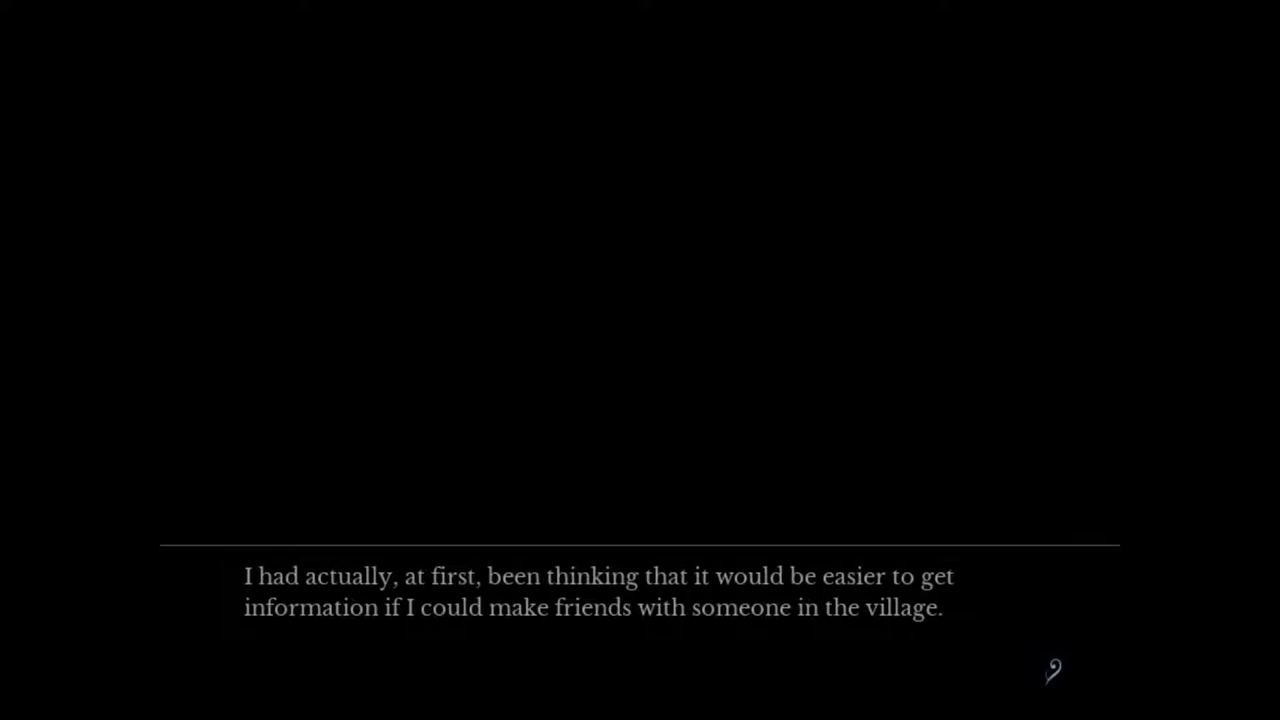 I had actually, at first, been thinking that it would be easier to get
information if I could make friends with someone in the village.